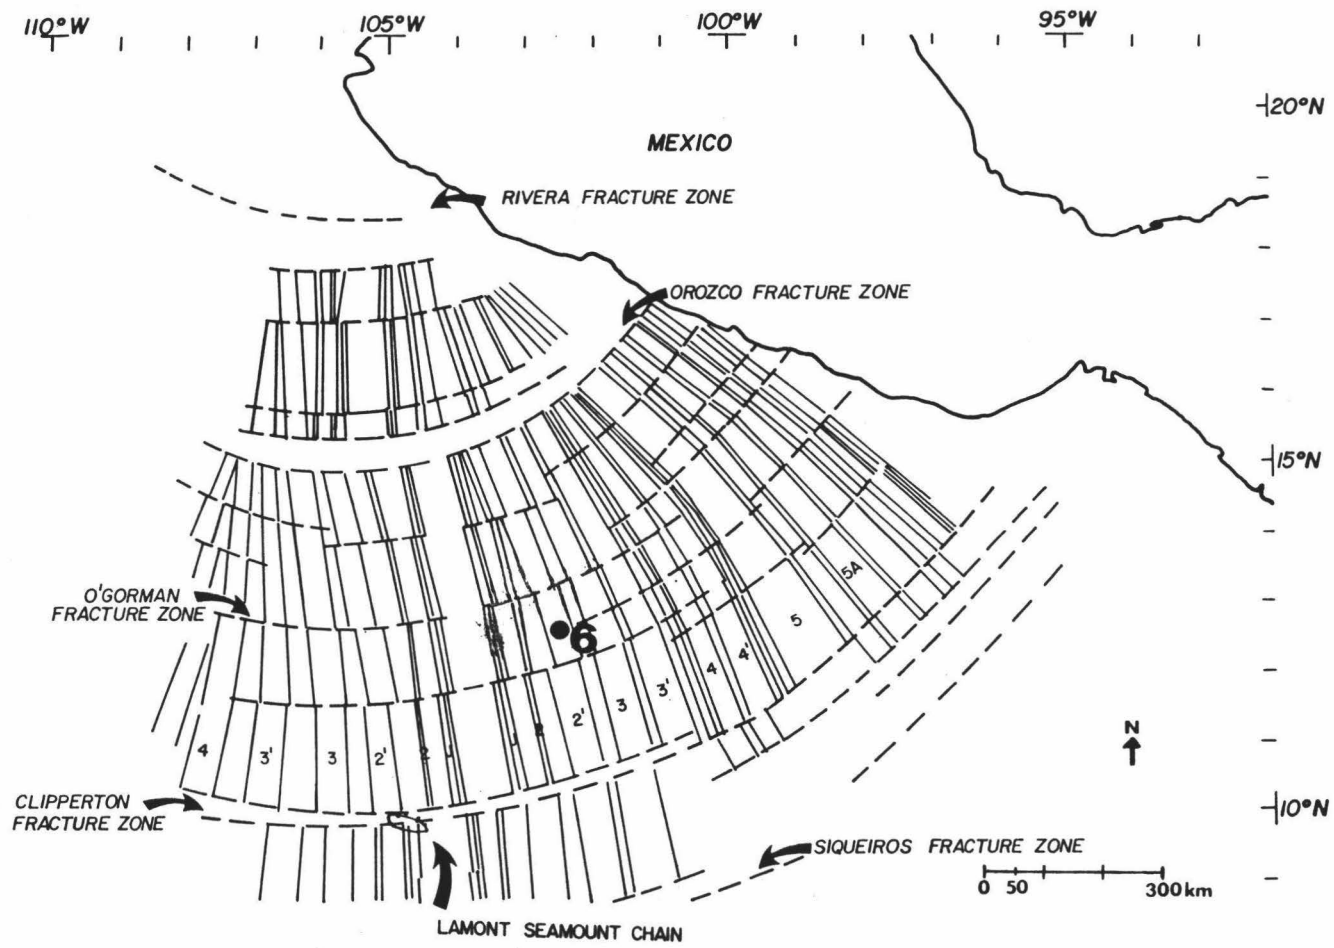 110°W 105°W 100°W 95°W
20°N
MEXICO
RIVERA FRACTURE ZONE
OROZCO FRACTURE ZONE
15°N
5A
O'GORMAN
FRACTURE ZONE
6
5
4 3' 3 2' 2 1' 1 2 2' 3 3' 4 4'
N
CLIPPERTON
FRACTURE ZONE
10°N
SIQUEIROS FRACTURE ZONE
0 50 300km
LAMONT SEAMOUNT CHAIN